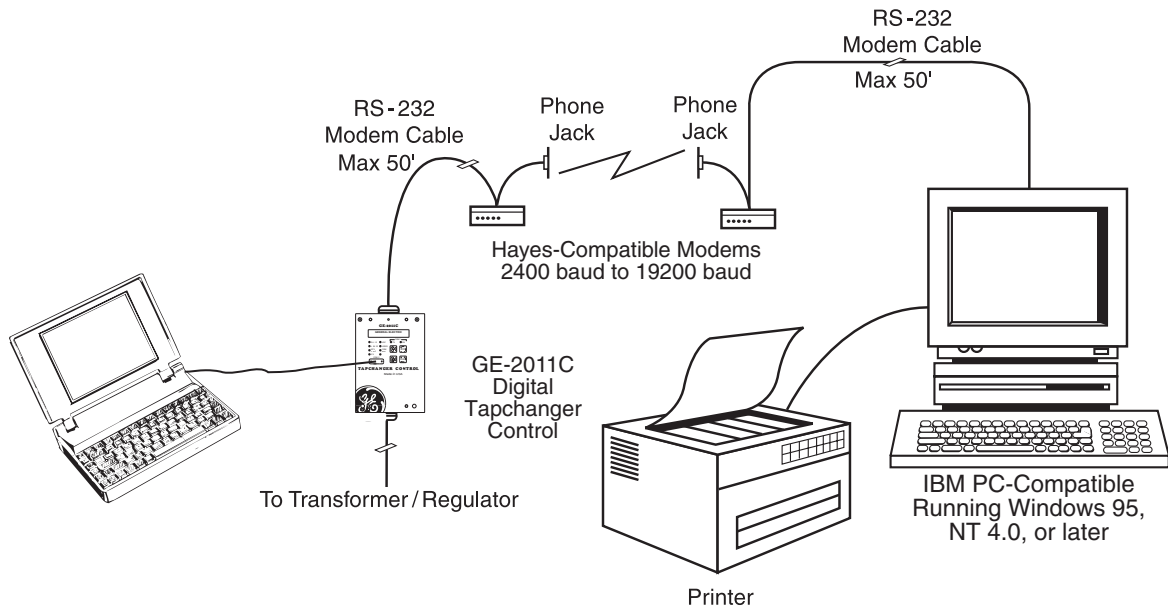 RS-232
Modem Cable
Max 50'
RS-232
Modem Cable
Max 50'
Phone
Jack
Phone
Jack
Hayes-Compatible Modems
2400 baud to 19200 baud
TAPCHANGER CONTROL
GE-2011C
Digital
Tapchanger
Control
To Transformer/Regulator
IBM PC-Compatible
Running Windows 95,
NT 4.0, or later
Printer